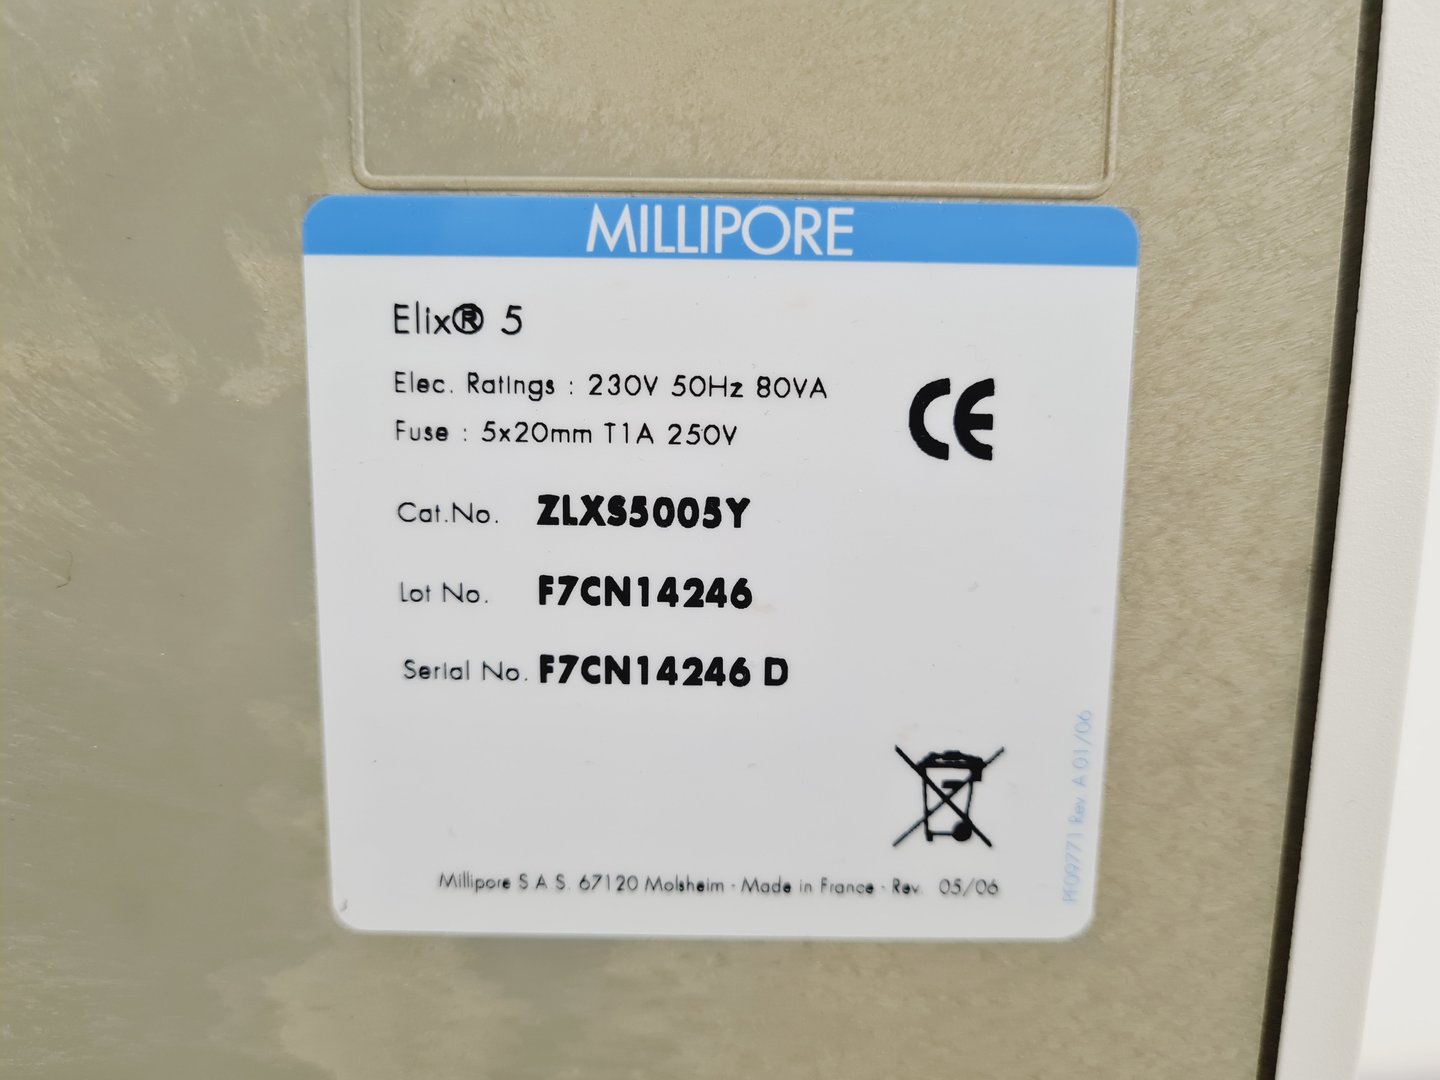 MILLIPORE
Elix® 5
Elec. Ratings : 230V 50Hz 80VA
Fuse : 5x20mm T1A 250V
CE
Cat.No. ZLXS5005Y
Lot No. F7CN14246
Serial No. F7CN14246 D
Millipore S.A.S. 67120 Molsheim - Made in France - Rev. 05/06
PF09771 Rev A 01/06